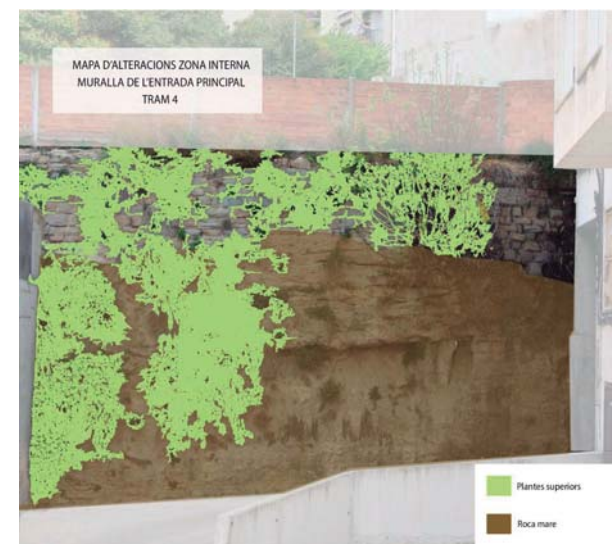 MAPA D'ALTERACIONS ZONA INTERNA
MURALLA DE L'ENTRADA PRINCIPAL
TRAM 4
Plantes superiors
Roca mare